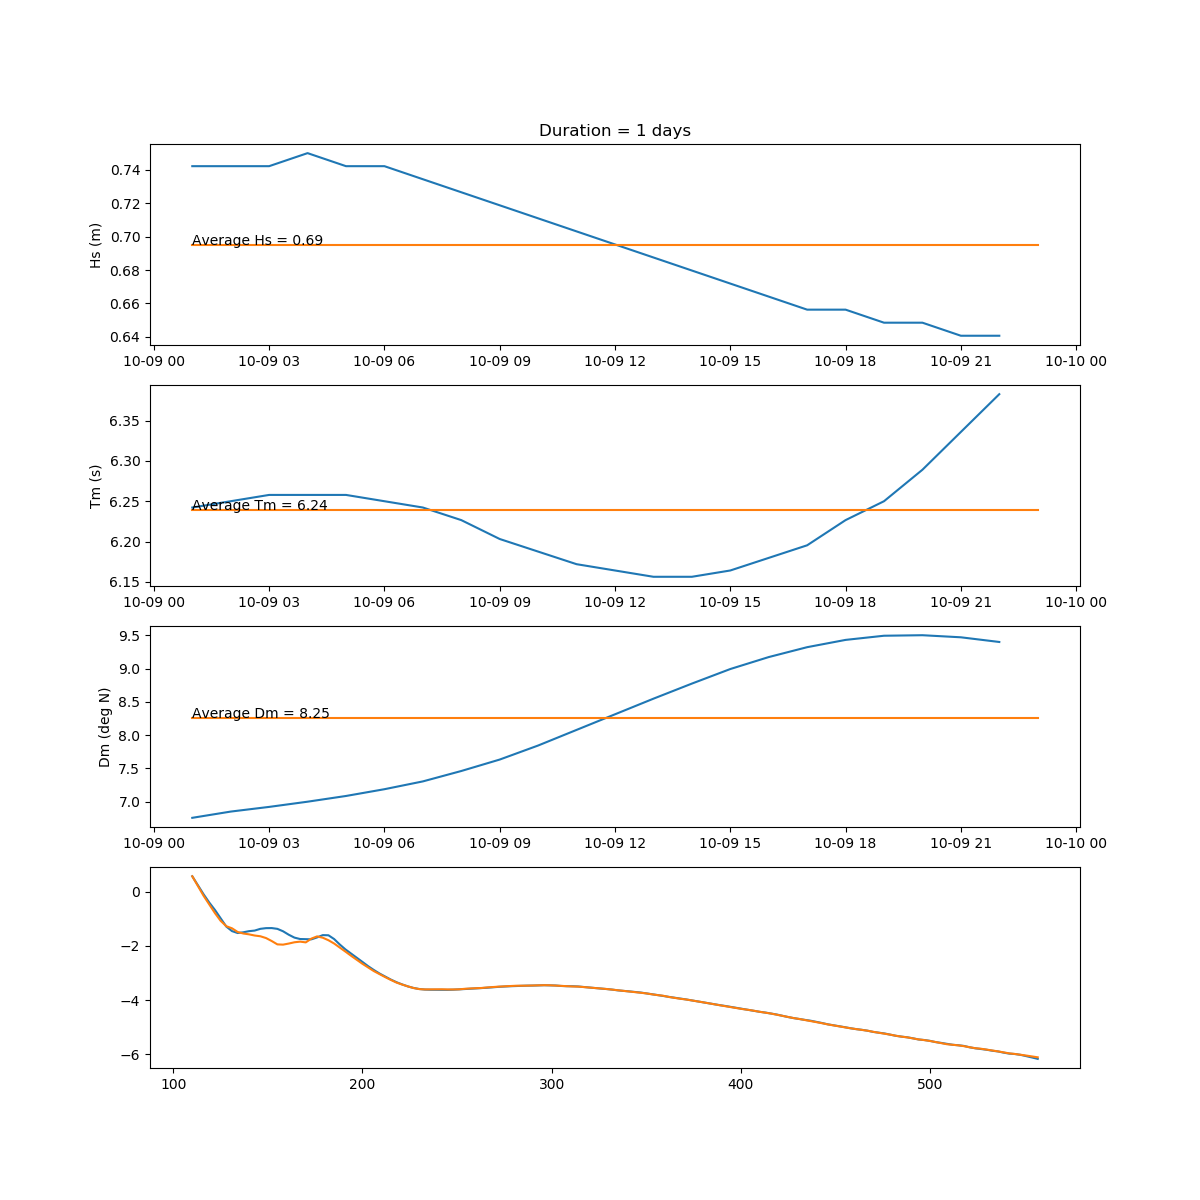 Duration = 1 days
Hs (m)
0.74
0.72
0.70
0.68
0.66
0.64
Average Hs = 0.69
10-09 00 10-09 03 10-09 06 10-09 09 10-09 12 10-09 15 10-09 18 10-09 21 10-10 00
Tm (s)
6.35
6.30
6.25
6.20
6.15
Average Tm = 6.24
10-09 00 10-09 03 10-09 06 10-09 09 10-09 12 10-09 15 10-09 18 10-09 21 10-10 00
Dm (deg N)
9.5
9.0
8.5
8.0
7.5
7.0
Average Dm = 8.25
10-09 00 10-09 03 10-09 06 10-09 09 10-09 12 10-09 15 10-09 18 10-09 21 10-10 00
0
−2
−4
−6
100 200 300 400 500